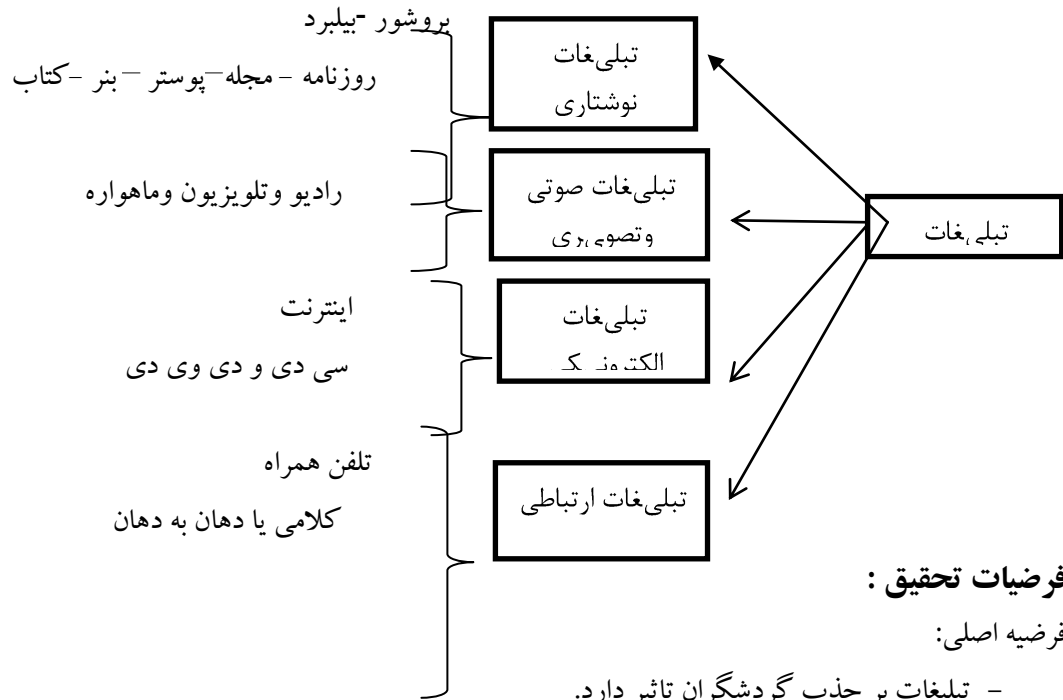 بروشور -بیلبرد
روزنامه – مجله–پوستر – بنر –کتاب
تبلیغات
نوشتاری
رادیو وتلویزیون وماهواره
تبلیغات صوتی
وتصویری
تبلیغات
اینترنت
سی دی و دی وی دی
تبلیغات
الکترونیکی
تلفن همراه
کلامی یا دهان به دهان
تبلیغات ارتباطی
فرضیات تحقیق :
فرضیه اصلی:
– تبلیغات بر جذب گردشگران تاثیر دارد.